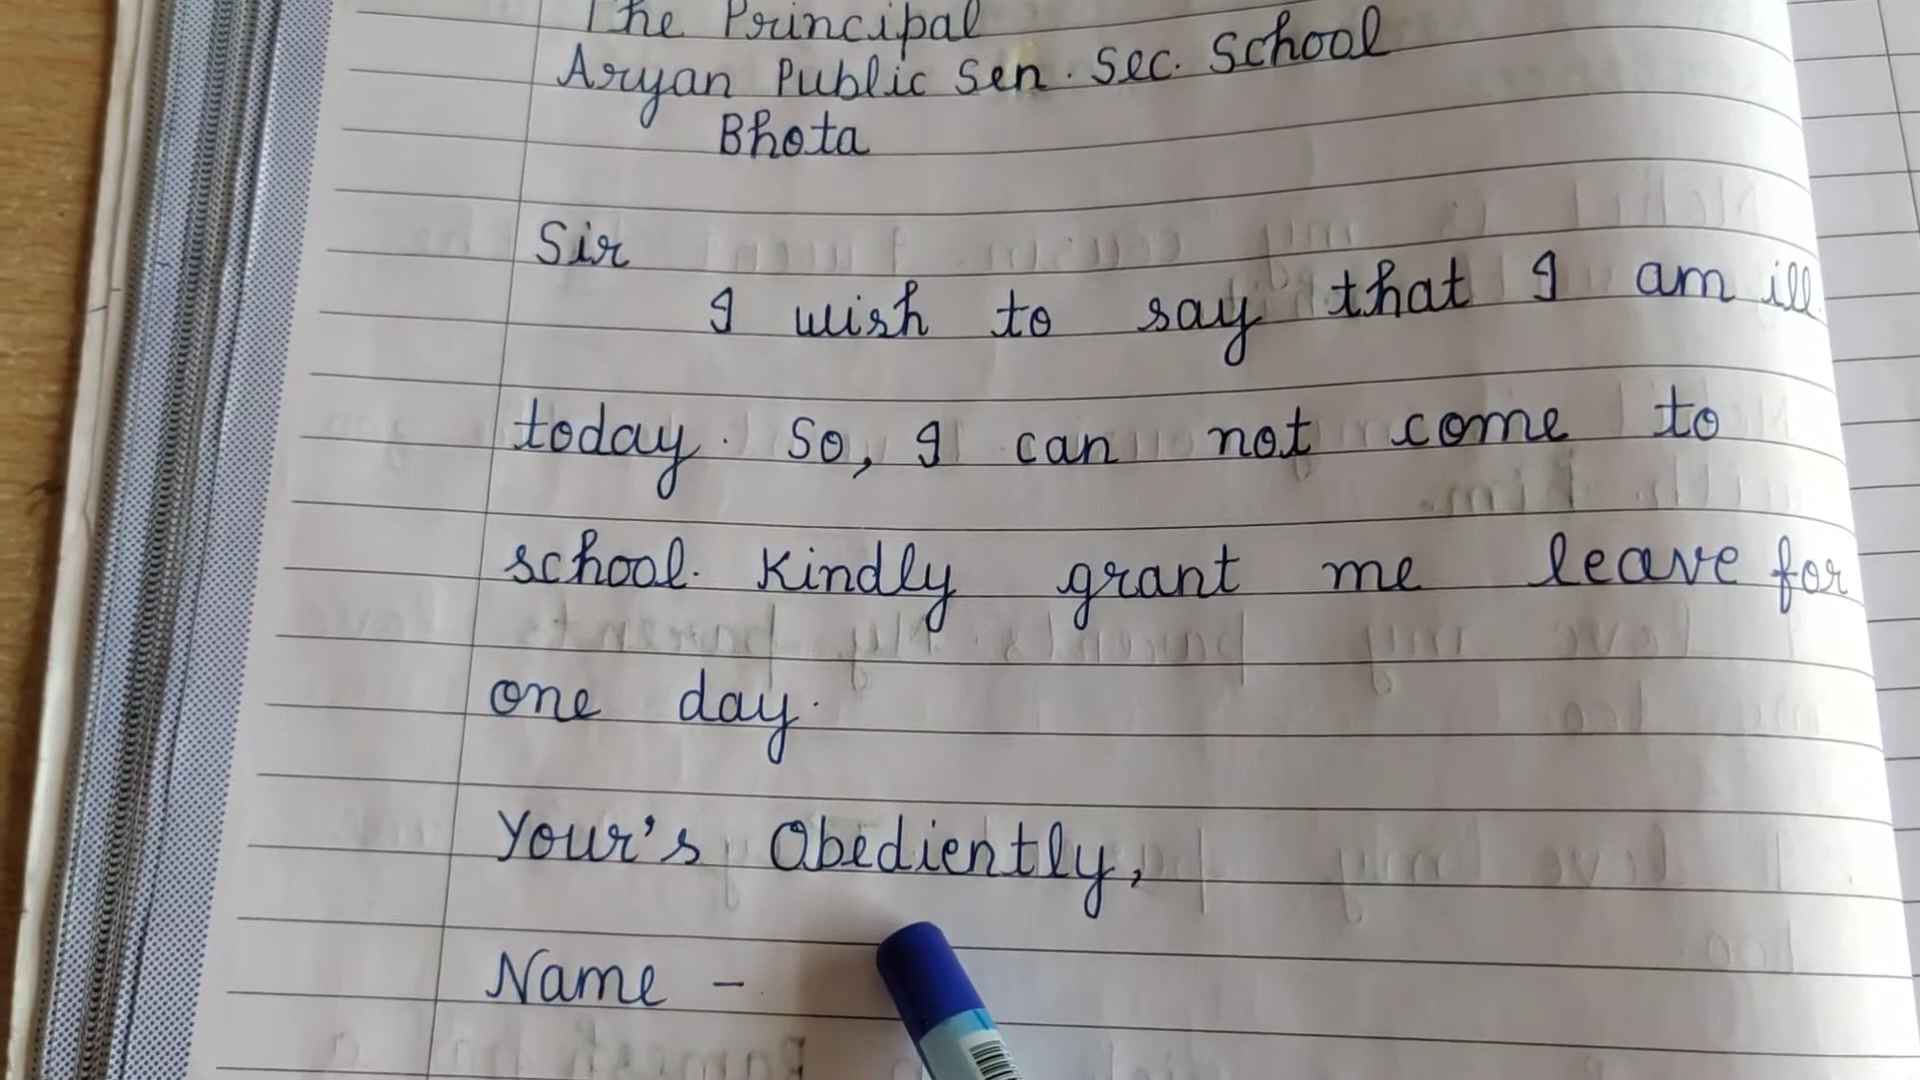 The Principal
Aryan Public Sen. Sec. School
Bhota
Sir
I wish to say that I am ill
today. So, I can not come to
school. Kindly grant me leave for
one day.
Your's Obediently,
Name -